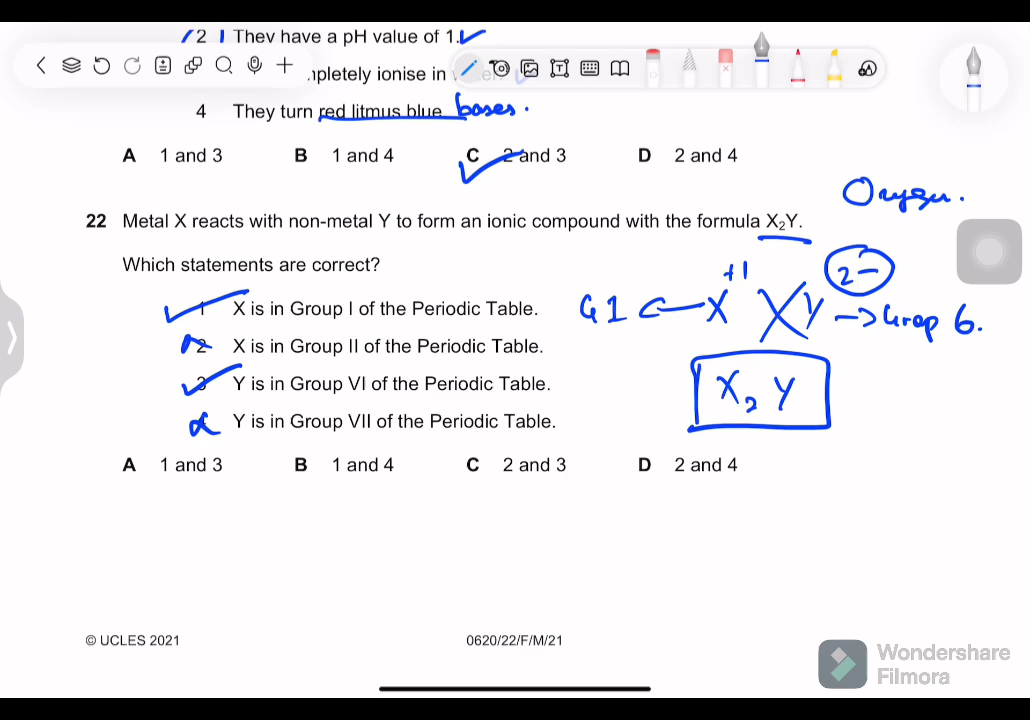 2 They have a pH value of 1.
pletely ionise in
4 They turn red litmus blue bases.
A 1 and 3 B 1 and 4 C 2 and 3 D 2 and 4
Oxygen.
22 Metal X reacts with non-metal Y to form an ionic compound with the formula X₂Y.
Which statements are correct?
+1 2−
1 X is in Group I of the Periodic Table. G1 ← X Y → Group 6.
2 X is in Group II of the Periodic Table.
3 Y is in Group VI of the Periodic Table. X₂ Y
Y is in Group VII of the Periodic Table.
A 1 and 3 B 1 and 4 C 2 and 3 D 2 and 4
© UCLES 2021 0620/22/F/M/21
Wondershare
Filmora